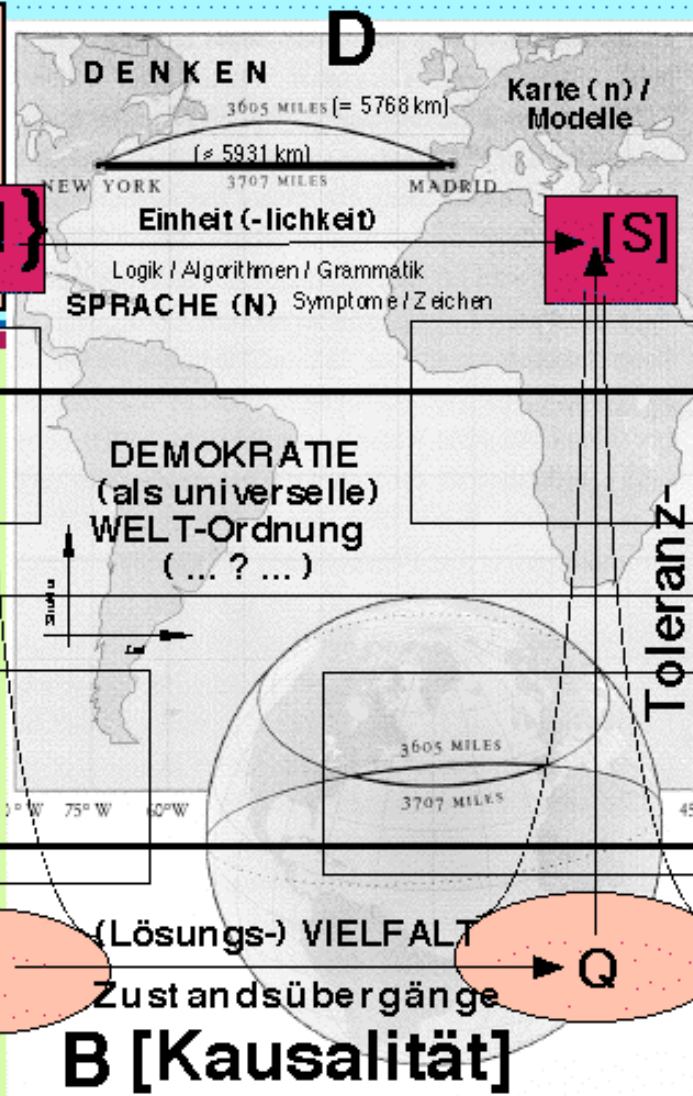 D
DENKEN
Karte(n)/
Modelle
3605 MILES (= 5768 km)
(≠ 5931 km)
NEW YORK
3707 MILES
MADRID
}
[S]
Einheit (-lichkeit)
Logik / Algorithmen / Grammatik
SPRACHE (N) Symptome / Zeichen
DEMOKRATIE
(als universelle)
WELT-Ordnung
( ... ? ... )
Toleranz-
3605 MILES
3707 MILES
75° W
60°W
45
(Lösungs-) VIELFALT
Q
Zustandsübergänge
B [Kausalität]